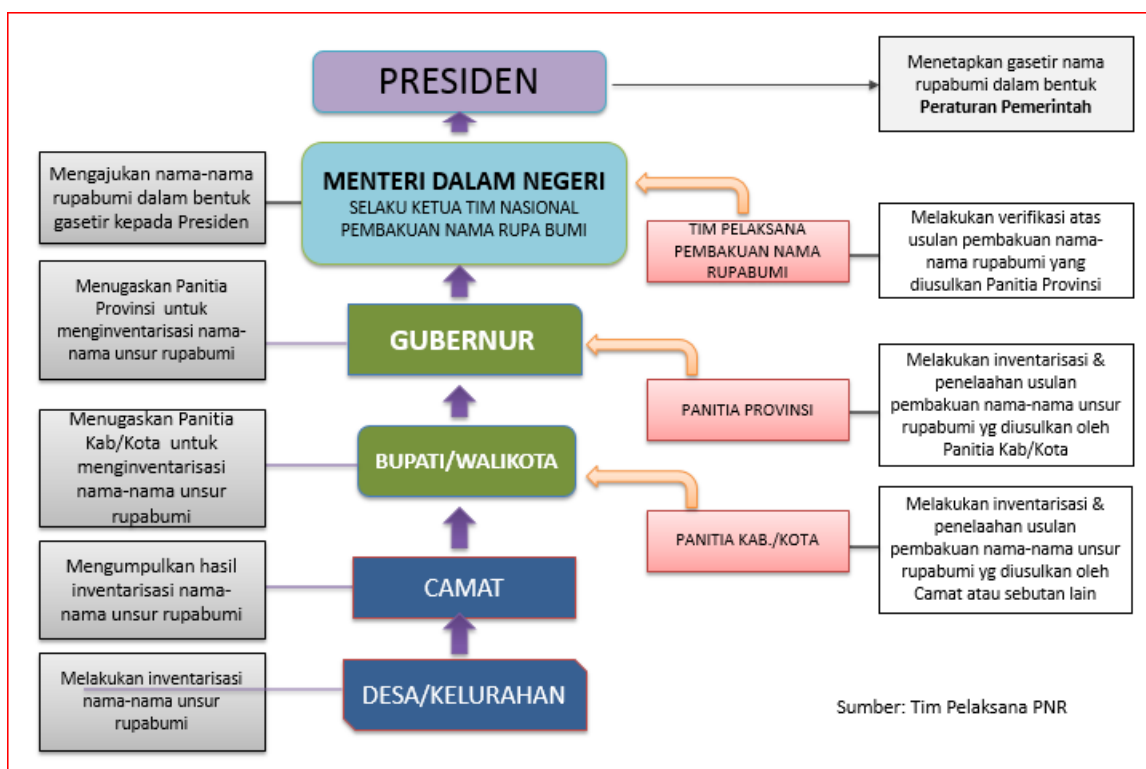 PRESIDEN
Menetapkan gasetir nama
rupabumi dalam bentuk
Peraturan Pemerintah
Mengajukan nama-nama
rupabumi dalam bentuk
gasetir kepada Presiden
MENTERI DALAM NEGERI
SELAKU KETUA TIM NASIONAL
PEMBAKUAN NAMA RUPA BUMI
TIM PELAKSANA
PEMBAKUAN NAMA
RUPABUMI
Melakukan verifikasi atas
usulan pembakuan nama-
nama rupabumi yang
diusulkan Panitia Provinsi
Menugaskan Panitia
Provinsi untuk
menginventarisasi nama-
nama unsur rupabumi
GUBERNUR
PANITIA PROVINSI
Melakukan inventarisasi &
penelaahan usulan
pembakuan nama-nama unsur
rupabumi yg diusulkan oleh
Panitia Kab/Kota
Menugaskan Panitia
Kab/Kota untuk
menginventarisasi
nama-nama unsur
rupabumi
BUPATI/WALIKOTA
PANITIA KAB./KOTA
Melakukan inventarisasi &
penelaahan usulan
pembakuan nama-nama unsur
rupabumi yg diusulkan oleh
Camat atau sebutan lain
Mengumpulkan hasil
inventarisasi nama-
nama unsur rupabumi
CAMAT
Melakukan inventarisasi
nama-nama unsur
rupabumi
DESA/KELURAHAN
Sumber: Tim Pelaksana PNR